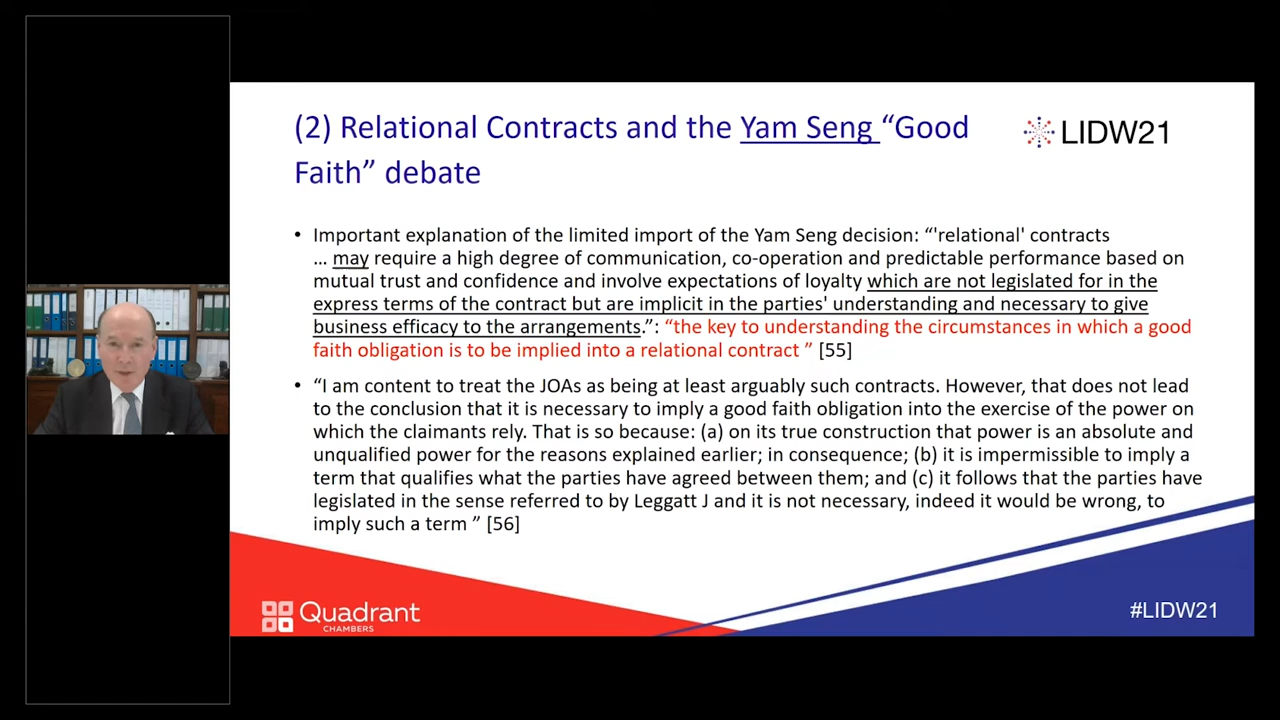 (2) Relational Contracts and the Yam Seng “Good
Faith” debate
LIDW21
• Important explanation of the limited import of the Yam Seng decision: “'relational' contracts
… may require a high degree of communication, co-operation and predictable performance based on
mutual trust and confidence and involve expectations of loyalty which are not legislated for in the
express terms of the contract but are implicit in the parties' understanding and necessary to give
business efficacy to the arrangements.”: “the key to understanding the circumstances in which a good
faith obligation is to be implied into a relational contract ” [55]
• “I am content to treat the JOAs as being at least arguably such contracts. However, that does not lead
to the conclusion that it is necessary to imply a good faith obligation into the exercise of the power on
which the claimants rely. That is so because: (a) on its true construction that power is an absolute and
unqualified power for the reasons explained earlier; in consequence; (b) it is impermissible to imply a
term that qualifies what the parties have agreed between them; and (c) it follows that the parties have
legislated in the sense referred to by Leggatt J and it is not necessary, indeed it would be wrong, to
imply such a term ” [56]
Quadrant
CHAMBERS
#LIDW21